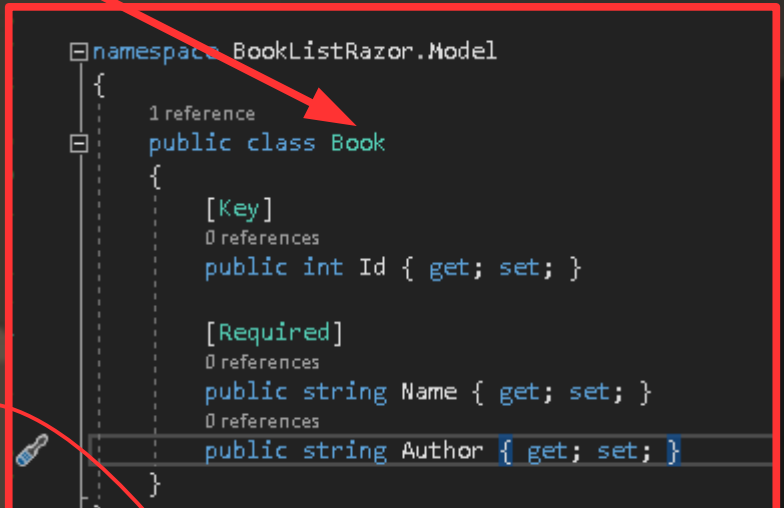 namespace BookListRazor.Model
{
1 reference
public class Book
{
[Key]
0 references
public int Id { get; set; }
[Required]
0 references
public string Name { get; set; }
0 references
public string Author { get; set; }
}